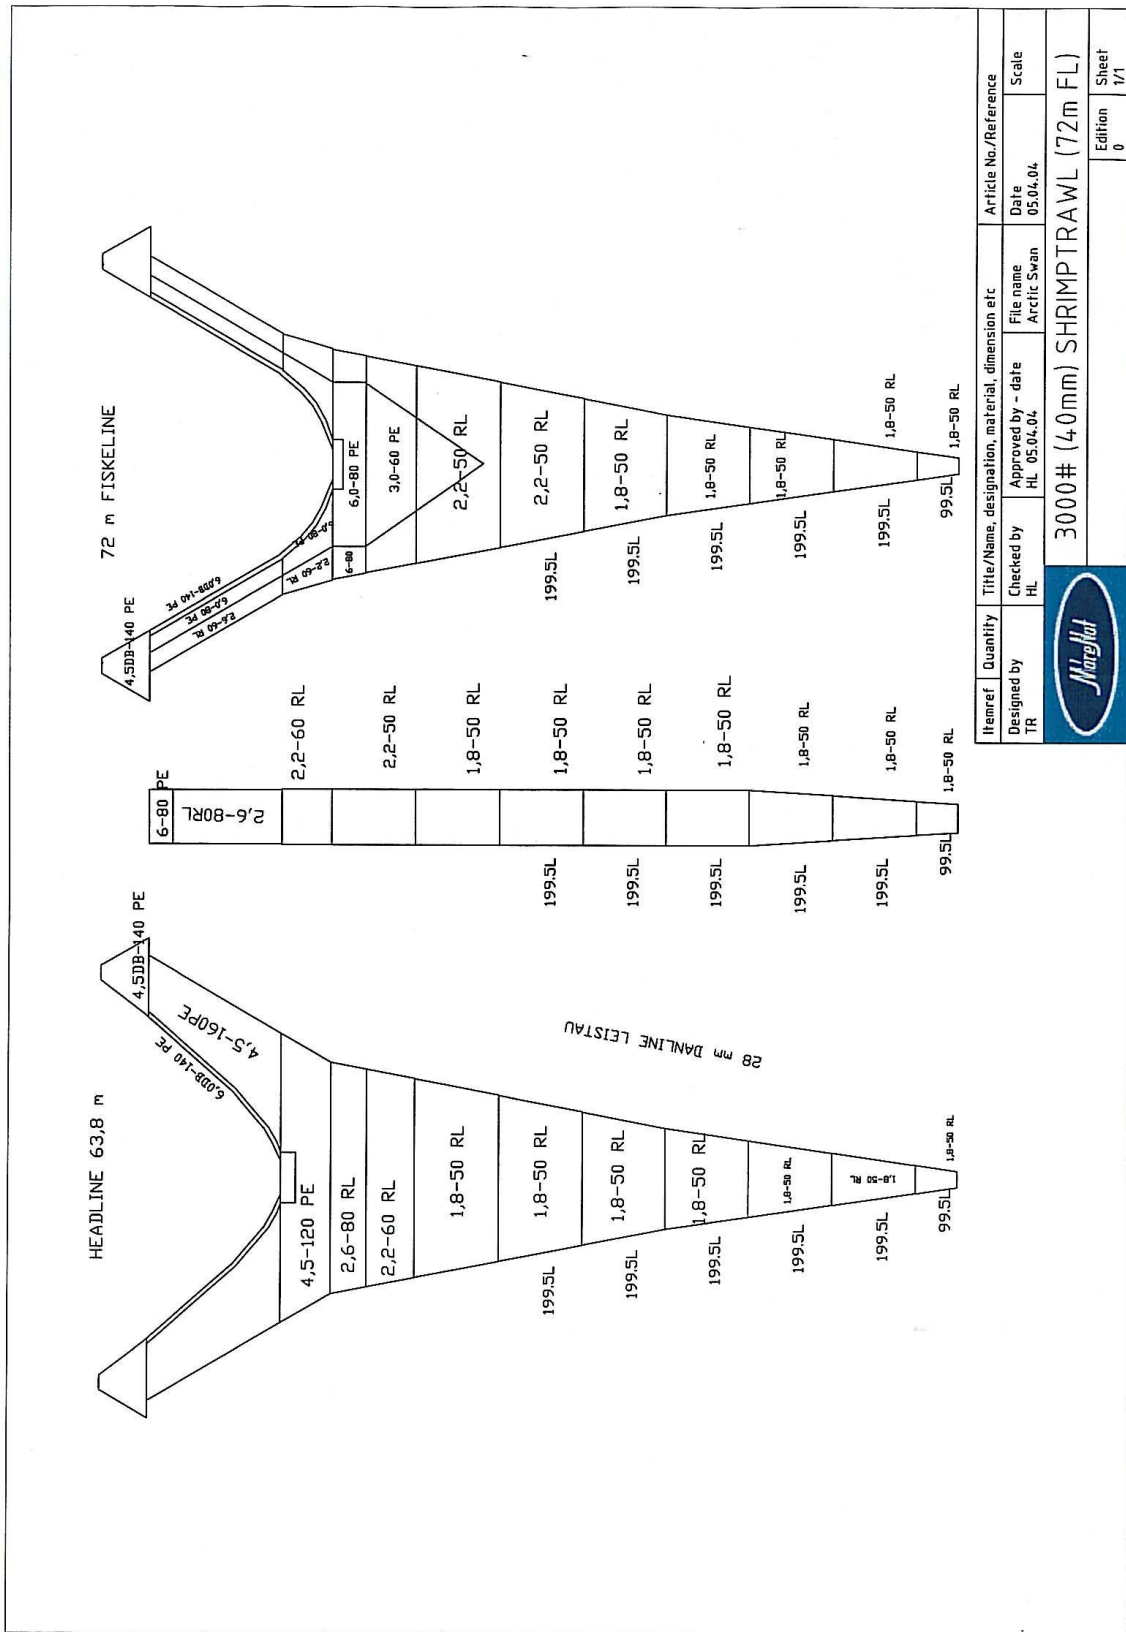 HEADLINE 63,8 m
4,5DB-140 PE
4,5-160PE
6,0DB-140 PE
4,5-120 PE
2,6-80 RL
2,2-60 RL
1,8-50 RL
1,8-50 RL
199.5L
1,8-50 RL
199.5L
1,8-50 RL
199.5L
1,8-50 RL
199.5L
1,8-50 RL
199.5L
1,8-50 RL
99.5L
28 mm DANLINE LEISTAU
6-80 PE
2,6-80RL
2,2-60 RL
2,2-50 RL
1,8-50 RL
1,8-50 RL
199.5L
1,8-50 RL
199.5L
1,8-50 RL
199.5L
1,8-50 RL
199.5L
1,8-50 RL
199.5L
1,8-50 RL
99.5L
72 m FISKELINE
4,5DB-140 PE
6,0DB-140 PE
6,0-80 PE
2,6-60 RL
6,0-80 PE
2,2-60 RL
6-80
6,0-80 PE
3,0-60 PE
2,2-50 RL
2,2-50 RL
199.5L
1,8-50 RL
199.5L
1,8-50 RL
199.5L
1,8-50 RL
199.5L
1,8-50 RL
199.5L
1,8-50 RL
99.5L
Itemref Quantity Title/Name, designation, material, dimension etc Article No./Reference
Designed by Checked by Approved by - date File name Date Scale
TR HL HL 05.04.04 Arctic Swan 05.04.04
MøreNot
3000# (40mm) SHRIMPTRAWL (72m FL)
Edition Sheet
0 1/1